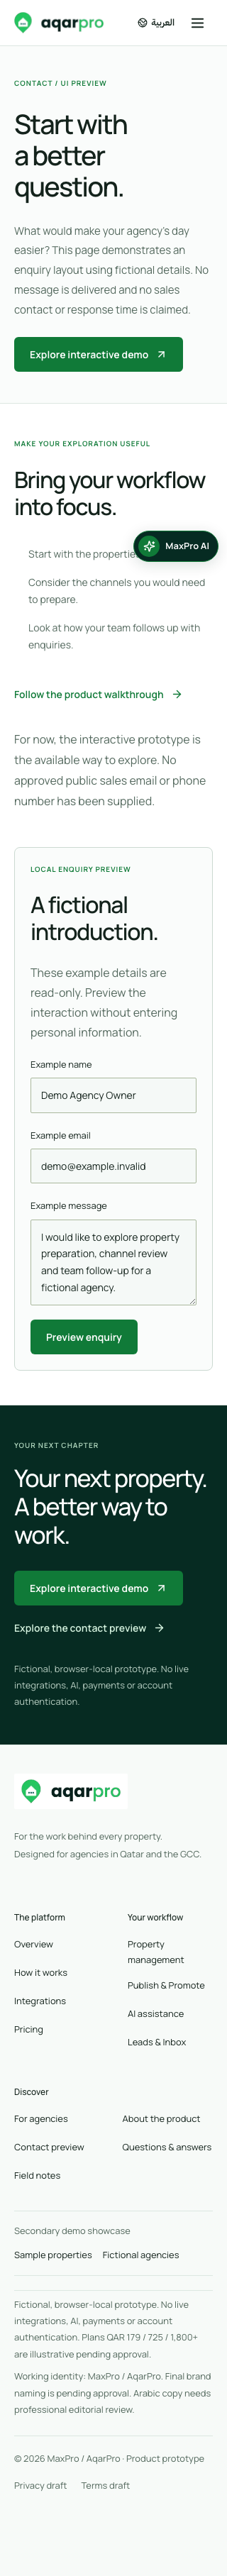 aqarpro
العربية
CONTACT / UI PREVIEW
Start with
a better
question.
What would make your agency's day
easier? This page demonstrates an
enquiry layout using fictional details. No
message is delivered and no sales
contact or response time is claimed.
Explore interactive demo
MAKE YOUR EXPLORATION USEFUL
Bring your workflow
into focus.
Start with the propertie
MaxPro AI
Consider the channels you would need
to prepare.
Look at how your team follows up with
enquiries.
Follow the product walkthrough
For now, the interactive prototype is
the available way to explore. No
approved public sales email or phone
number has been supplied.
LOCAL ENQUIRY PREVIEW
A fictional
introduction.
These example details are
read-only. Preview the
interaction without entering
personal information.
Example name
Demo Agency Owner
Example email
demo@example.invalid
Example message
I would like to explore property
preparation, channel review
and team follow-up for a
fictional agency.
Preview enquiry
YOUR NEXT CHAPTER
Your next property.
A better way to
work.
Explore interactive demo
Explore the contact preview
Fictional, browser-local prototype. No live
integrations, AI, payments or account
authentication.
aqarpro
For the work behind every property.
Designed for agencies in Qatar and the GCC.
The platform
Overview
How it works
Integrations
Pricing
Your workflow
Property
management
Publish & Promote
AI assistance
Leads & Inbox
Discover
For agencies
About the product
Contact preview
Questions & answers
Field notes
Secondary demo showcase
Sample properties
Fictional agencies
Fictional, browser-local prototype. No live
integrations, AI, payments or account
authentication. Plans QAR 179 / 725 / 1,800+
are illustrative pending approval.
Working identity: MaxPro / AqarPro. Final brand
naming is pending approval. Arabic copy needs
professional editorial review.
© 2026 MaxPro / AqarPro · Product prototype
Privacy draft
Terms draft